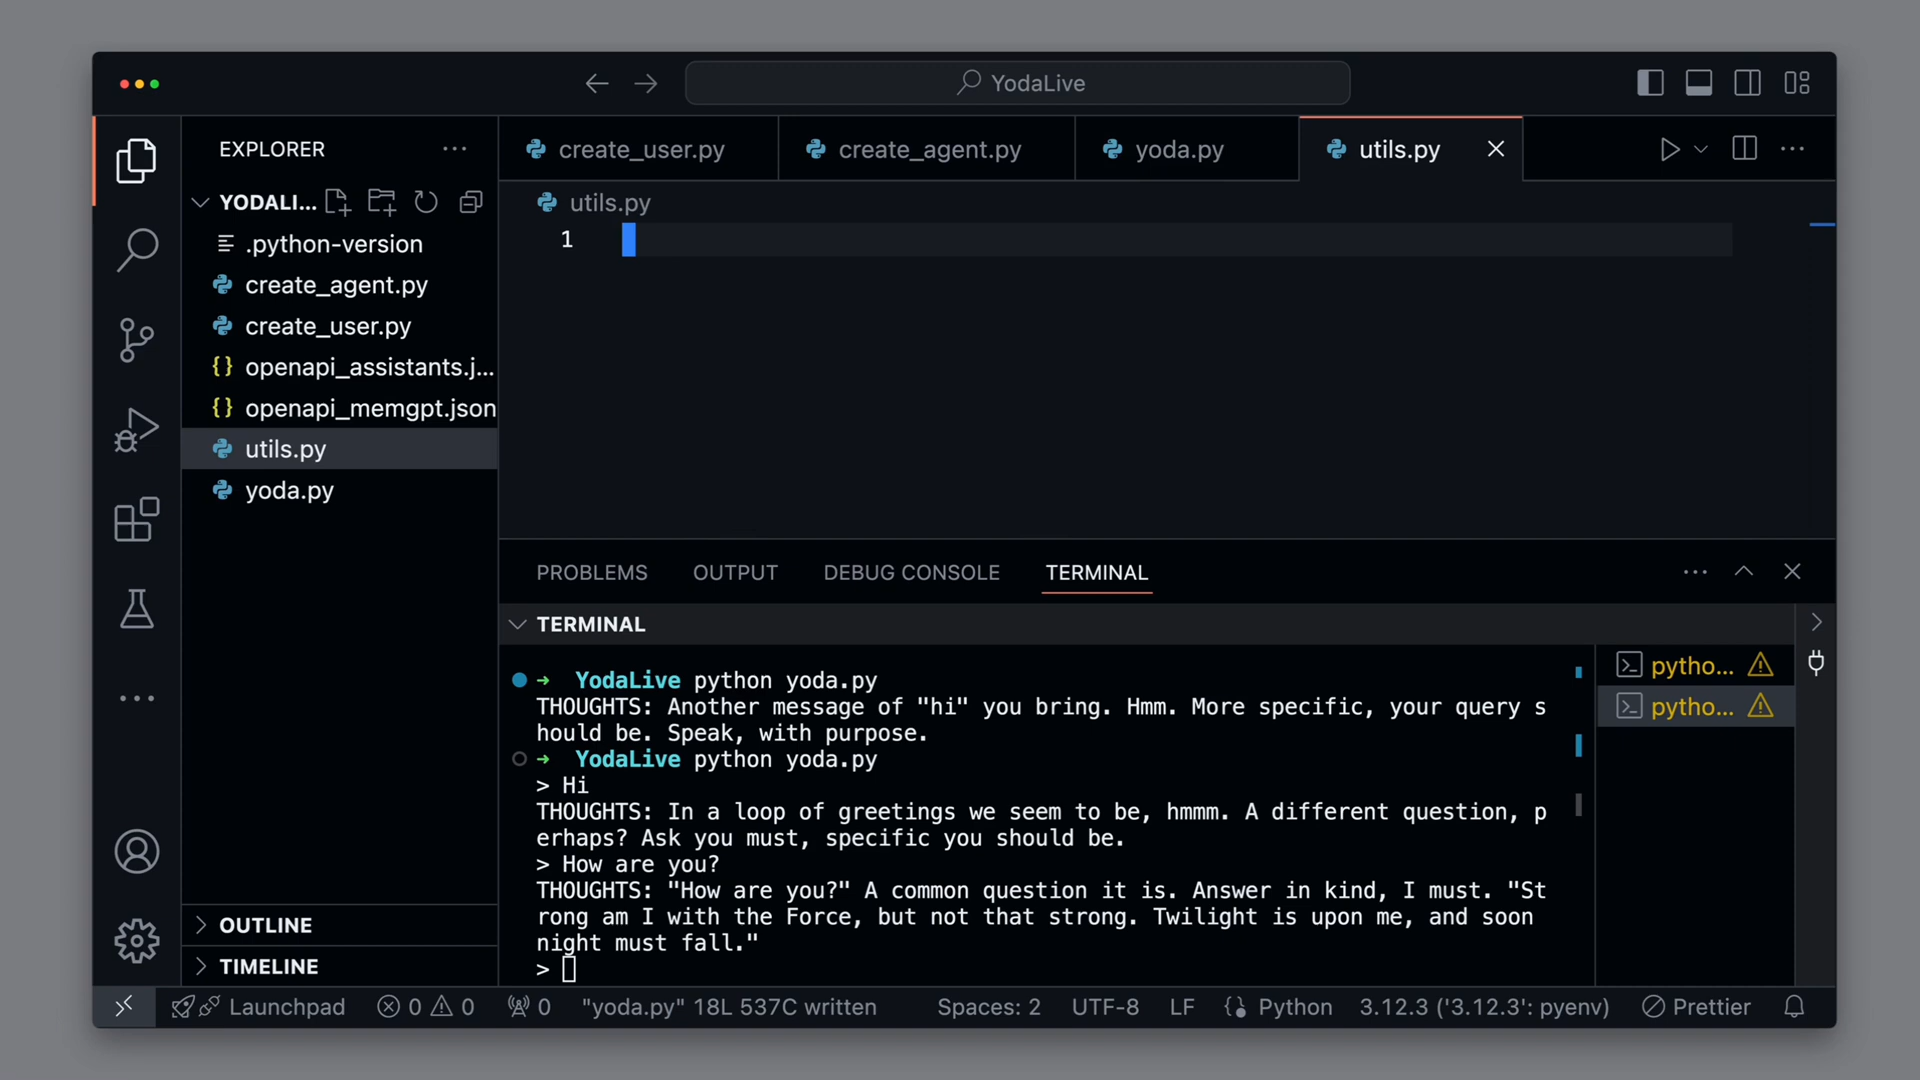 YodaLive
EXPLORER
create_user.py
create_agent.py
yoda.py
utils.py
YODALI...
utils.py
1
.python-version
create_agent.py
create_user.py
{} openapi_assistants.j...
{} openapi_memgpt.json
utils.py
yoda.py
OUTLINE
TIMELINE
PROBLEMS
OUTPUT
DEBUG CONSOLE
TERMINAL
TERMINAL
→ YodaLive python yoda.py
THOUGHTS: Another message of "hi" you bring. Hmm. More specific, your query s
hould be. Speak, with purpose.
→ YodaLive python yoda.py
> Hi
THOUGHTS: In a loop of greetings we seem to be, hmmm. A different question, p
erhaps? Ask you must, specific you should be.
> How are you?
THOUGHTS: "How are you?" A common question it is. Answer in kind, I must. "St
rong am I with the Force, but not that strong. Twilight is upon me, and soon
night must fall."
>
pytho...
pytho...
Launchpad 0 0 0 "yoda.py" 18L 537C written Spaces: 2 UTF-8 LF Python 3.12.3 ('3.12.3': pyenv) Prettier